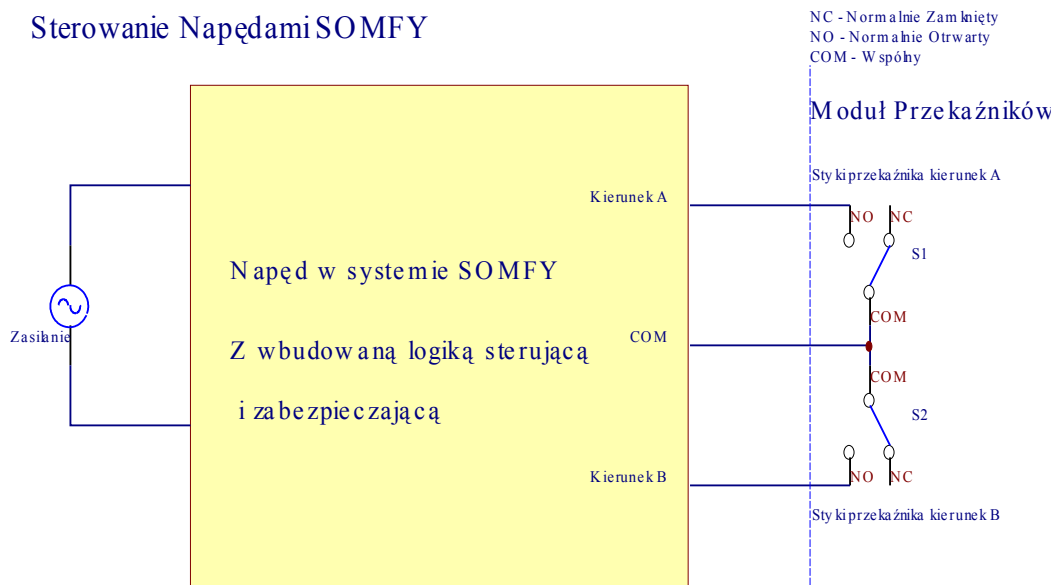 Sterowanie Napędami SOMFY
NC - Normalnie Zamknięty
NO - Normalnie Otrwarty
COM - Wspólny
Moduł Przekaźników
Styki przekaźnika kierunek A
Kierunek A
NO
NC
S1
Napęd w systemie SOMFY
COM
Zasilanie
COM
Z wbudowaną logiką sterującą
COM
i zabezpieczającą
S2
Kierunek B
NO
NC
Styki przekaźnika kierunek B